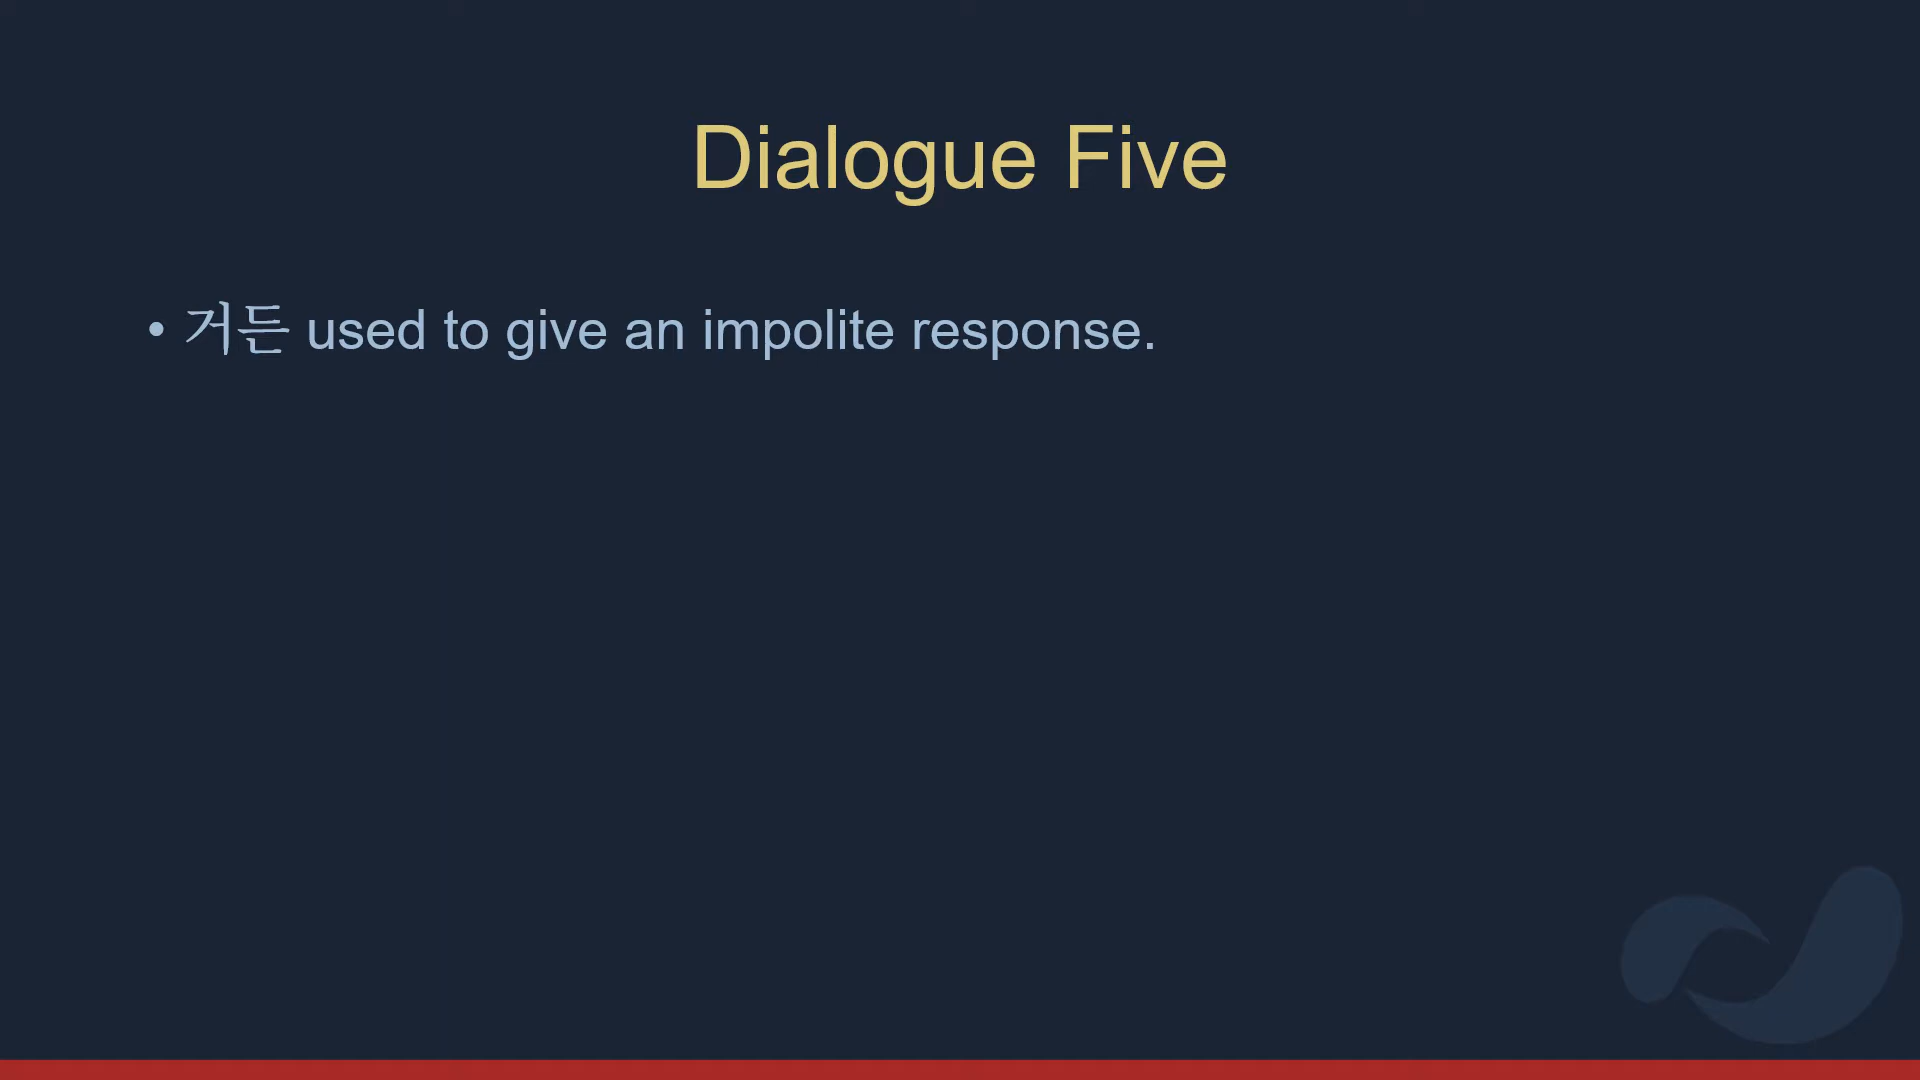 Dialogue Five
• 거든 used to give an impolite response.